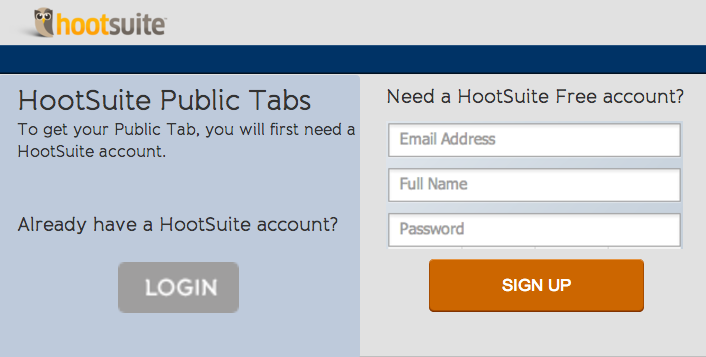 hootsuite
HootSuite Public Tabs
To get your Public Tab, you will first need a
HootSuite account.
Already have a HootSuite account?
LOGIN
Need a HootSuite Free account?
Email Address
Full Name
Password
SIGN UP